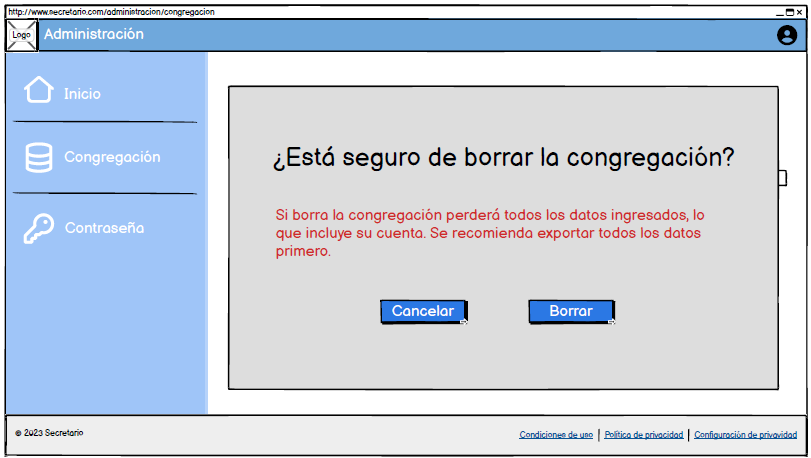 http://www.secretario.com/administracion/congregacion
Logo
Administración
Inicio
Congregación
Contraseña
¿Está seguro de borrar la congregación?
Si borra la congregación perderá todos los datos ingresados, lo
que incluye su cuenta. Se recomienda exportar todos los datos
primero.
Cancelar
Borrar
© 2023 Secretario
Condiciones de uso | Política de privacidad | Configuración de privavidad